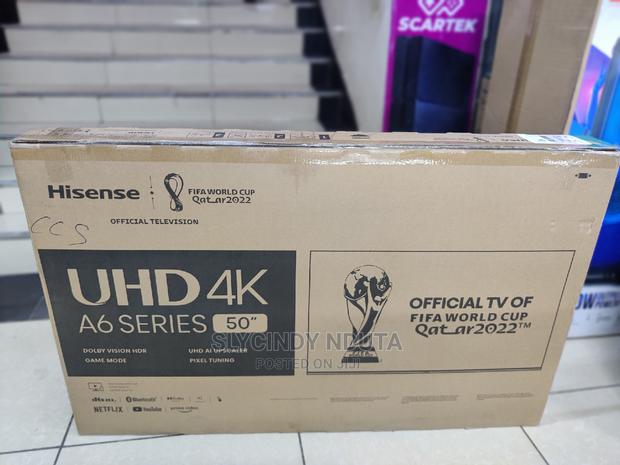 SCARTEK
Hisense
FIFA WORLD CUP
Qatar2022
OFFICIAL TELEVISION
CCS
UHD 4K
A6 SERIES 50"
DOLBY VISION HDR
UHD AI UPSCALER
GAME MODE
PIXEL TUNING
OFFICIAL TV OF
FIFA WORLD CUP
Qatar2022™
SLYCINDY NDUTA
POSTED ON JIJI
Bluetooth
NETFLIX
YouTube
prime video